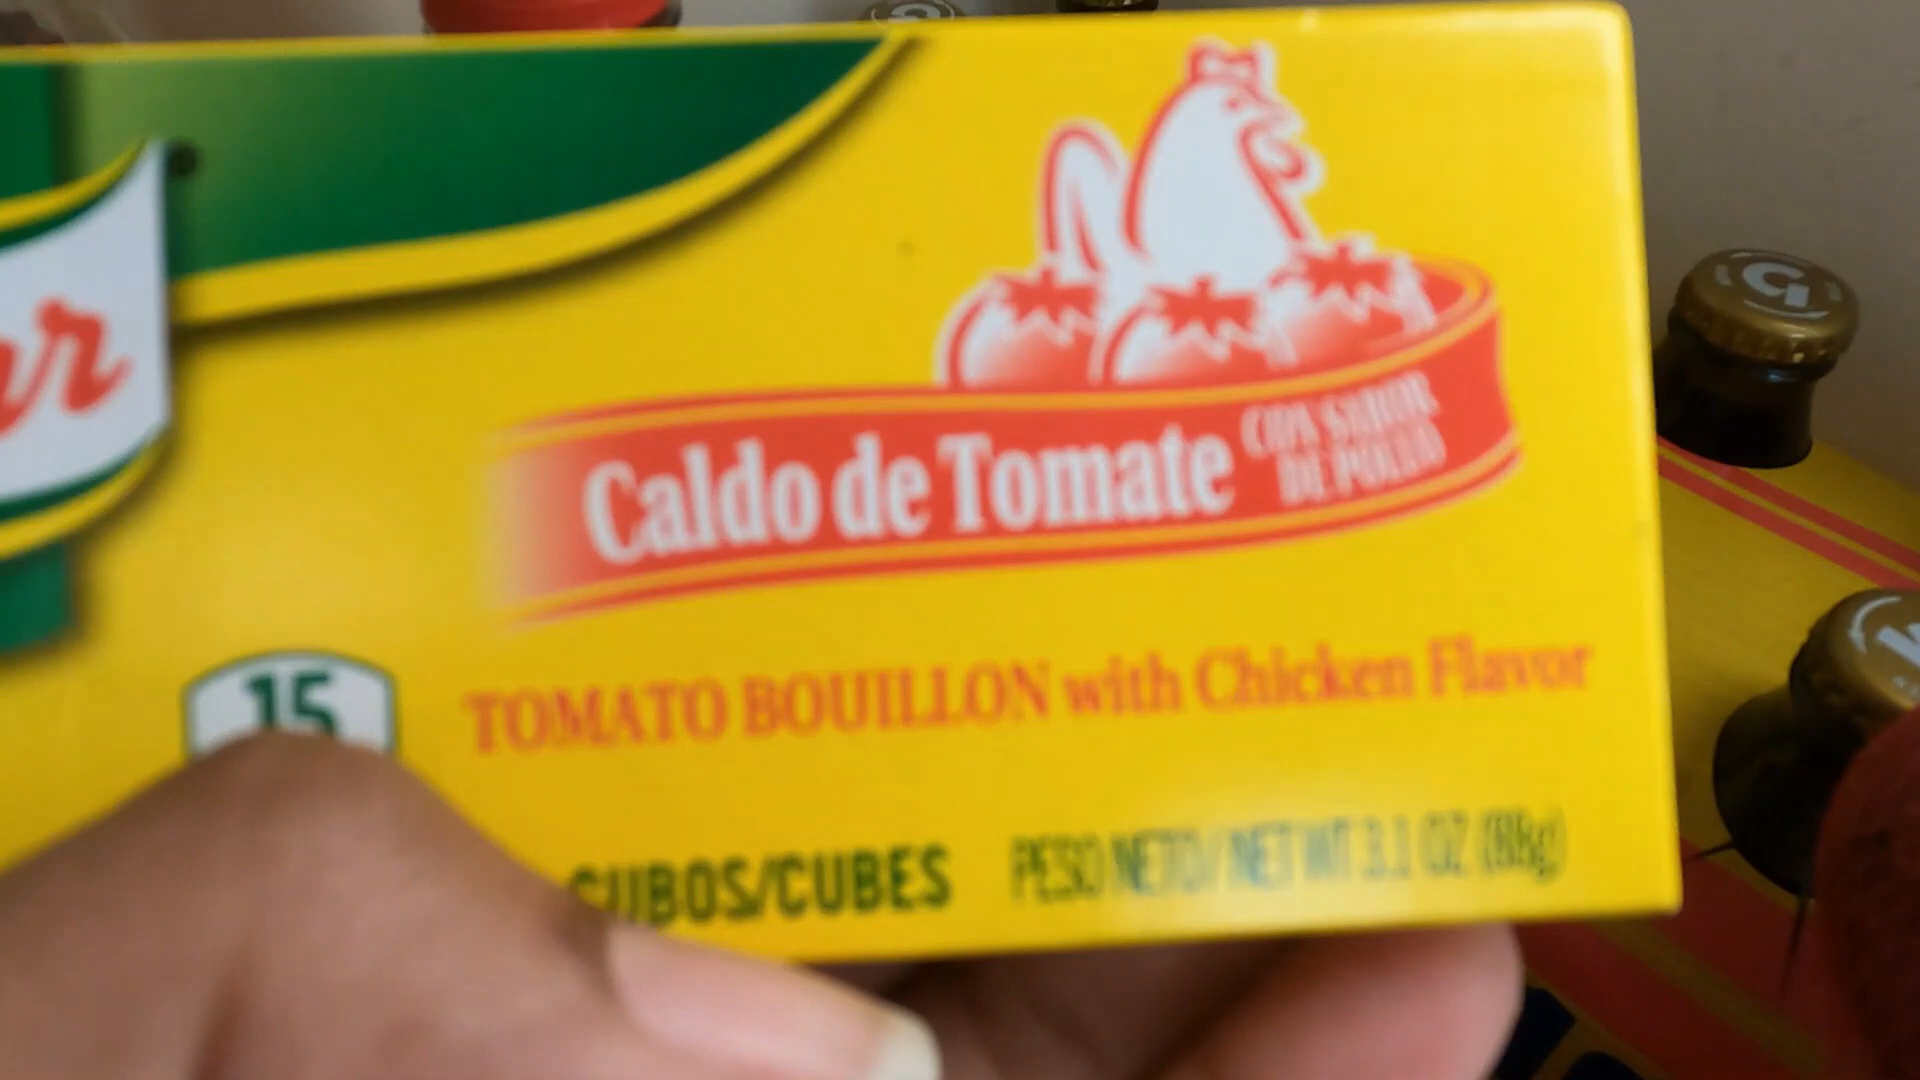 ar
Caldo de Tomate
CON SABOR
DE POLLO
15
TOMATO BOUILLON with Chicken Flavor
CUBOS/CUBES
PESO NETO/NET WT 3.1 OZ (88g)
G